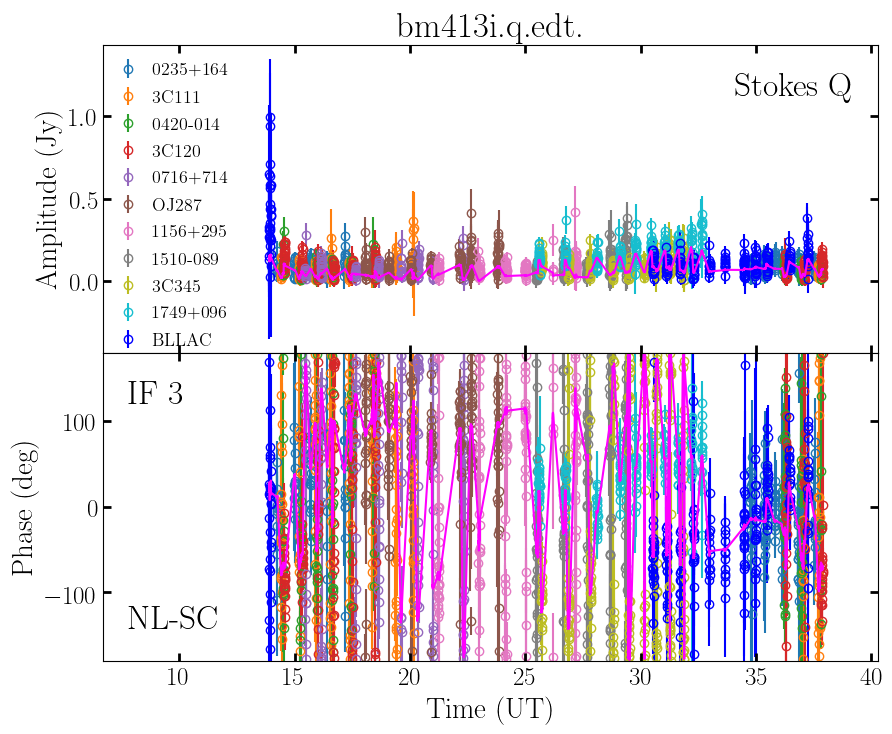 bm413i.q.edt.
Stokes Q
0235+164
3C111
0420-014
3C120
0716+714
OJ287
1156+295
1510-089
3C345
1749+096
BLLAC
Amplitude (Jy)
1.0
0.5
0.0
IF 3
NL-SC
Phase (deg)
100
0
−100
10 15 20 25 30 35 40
Time (UT)